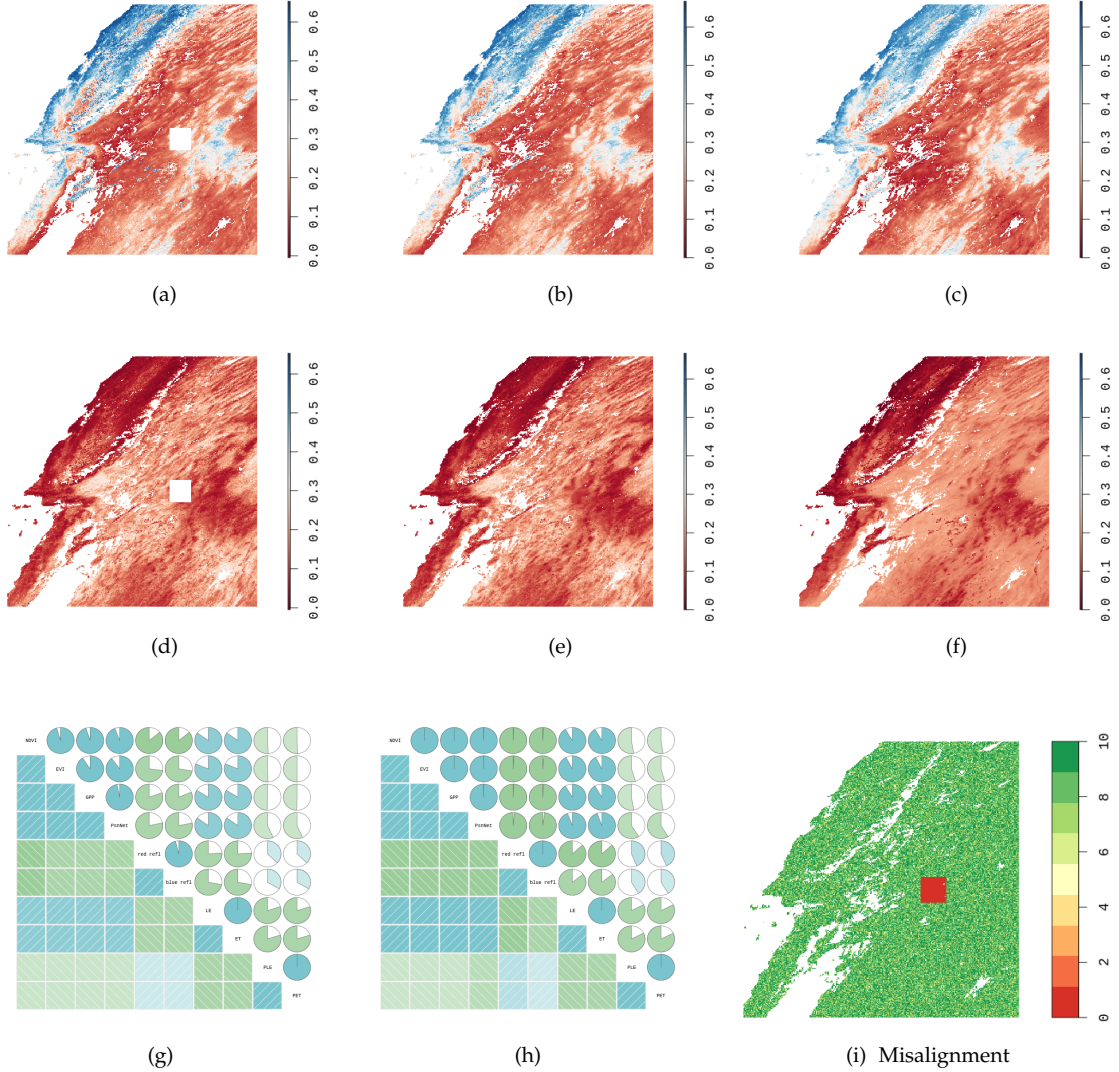 0.0 0.1 0.2 0.3 0.4 0.5 0.6
0.0 0.1 0.2 0.3 0.4 0.5 0.6
0.0 0.1 0.2 0.3 0.4 0.5 0.6
(a)
(b)
(c)
0.0 0.1 0.2 0.3 0.4 0.5 0.6
0.0 0.1 0.2 0.3 0.4 0.5 0.6
0.0 0.1 0.2 0.3 0.4 0.5 0.6
(d)
(e)
(f)
NDVI
EVI
GPP
PsnNet
red refl
blue refl
LE
ET
PLE
PET
NDVI
EVI
GPP
PsnNet
red refl
blue refl
LE
ET
PLE
PET
0 2 4 6 8 10
(g)
(h)
(i) Misalignment